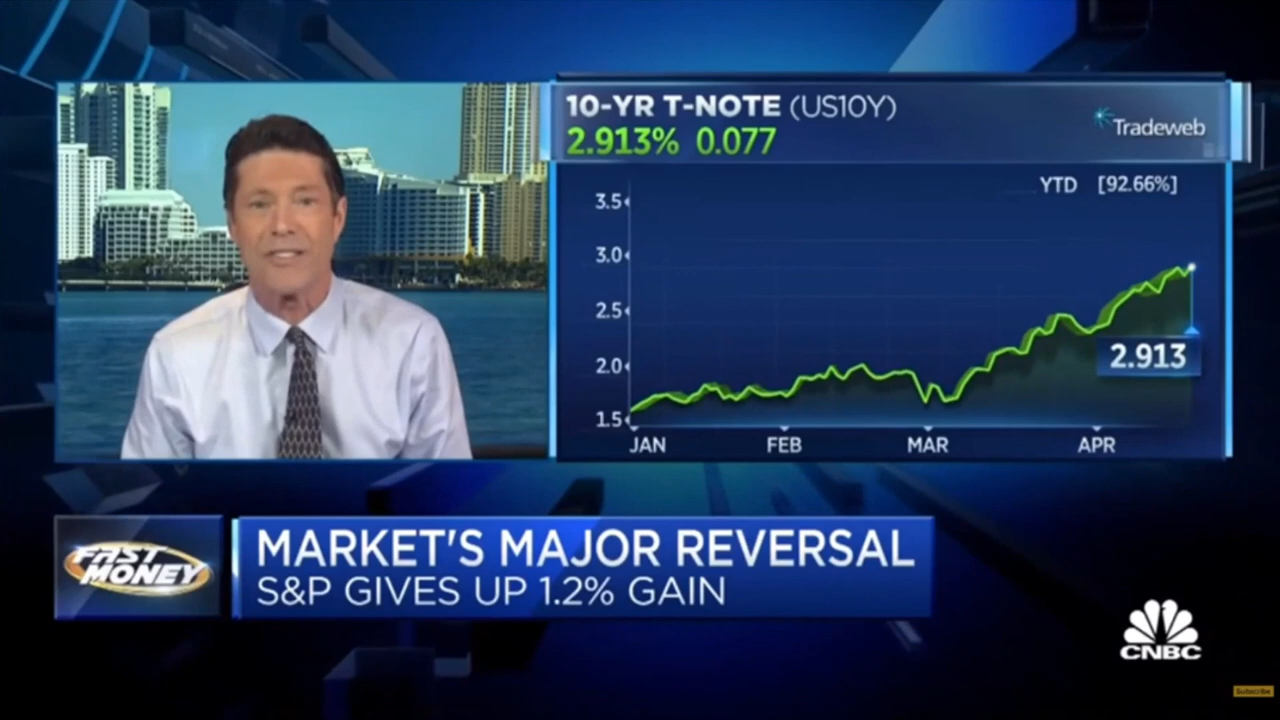 10-YR T-NOTE (US10Y)
2.913% 0.077
Tradeweb
YTD [92.66%]
3.5
3.0
2.5
2.0
1.5
2.913
JAN FEB MAR APR
FAST MONEY
MARKET'S MAJOR REVERSAL
S&P GIVES UP 1.2% GAIN
CNBC
Subscribe